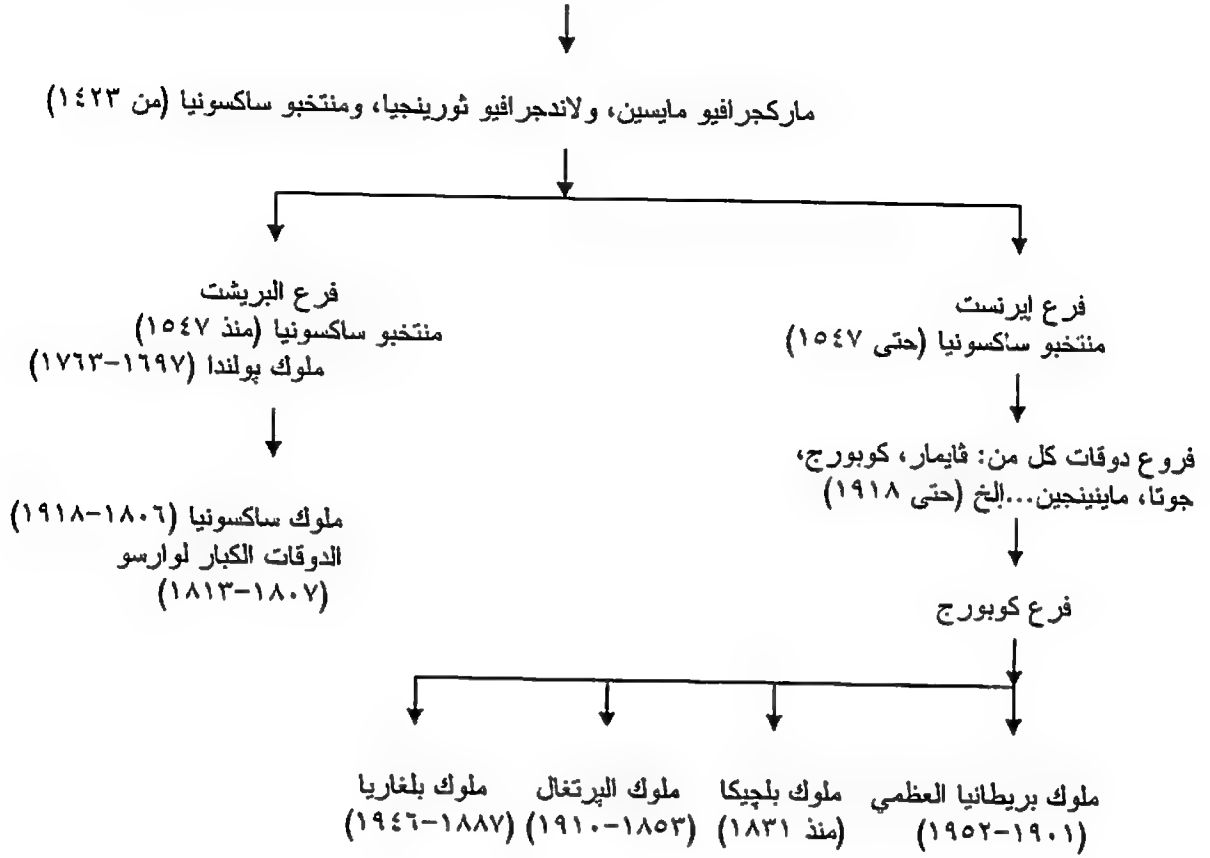 ماركجرافيو مايسين، ولاندجرافيو ثورينجيا، ومنتخبو ساكسونيا (من ١٤٢٣)
فرع إيرنست
منتخبو ساكسونيا (حتى ١٥٤٧)
فرع البريشت
منتخبو ساكسونيا (منذ ١٥٤٧)
ملوك پولندا (١٦٩٧-١٧٦٣)
فروع دوقات كل من: ڤايمار، كوبورج،
جوتا، ماينينجين...إلخ (حتى ١٩١٨)
ملوك ساكسونيا (١٨٠٦-١٩١٨)
الدوقات الكبار لوارسو
(١٨٠٧-١٨١٣)
فرع كوبورج
ملوك بريطانيا العظمي
(١٩٠١-١٩٥٢)
ملوك بلچيكا
(منذ ١٨٣١)
ملوك الپرتغال
(١٨٥٣-١٩١٠)
ملوك بلغاريا
(١٨٨٧-١٩٤٦)